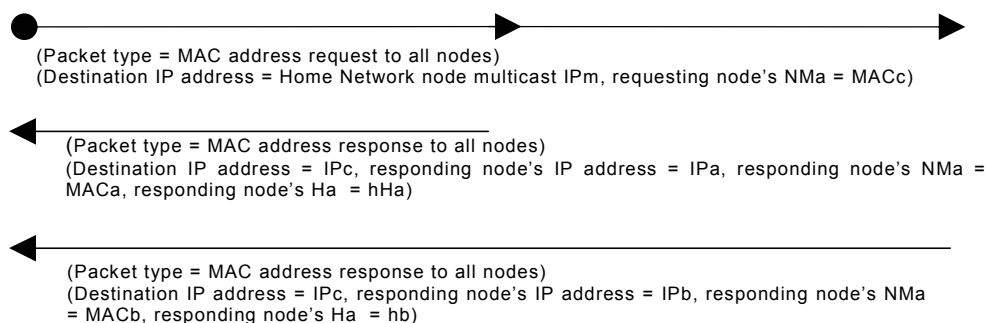 (Packet type = MAC address request to all nodes)
(Destination IP address = Home Network node multicast IPm, requesting node's NMa = MACc)
(Packet type = MAC address response to all nodes)
(Destination IP address = IPc, responding node's IP address = IPa, responding node's NMa =
MACa, responding node's Ha = hHa)
(Packet type = MAC address response to all nodes)
(Destination IP address = IPc, responding node's IP address = IPb, responding node's NMa
= MACb, responding node's Ha = hb)